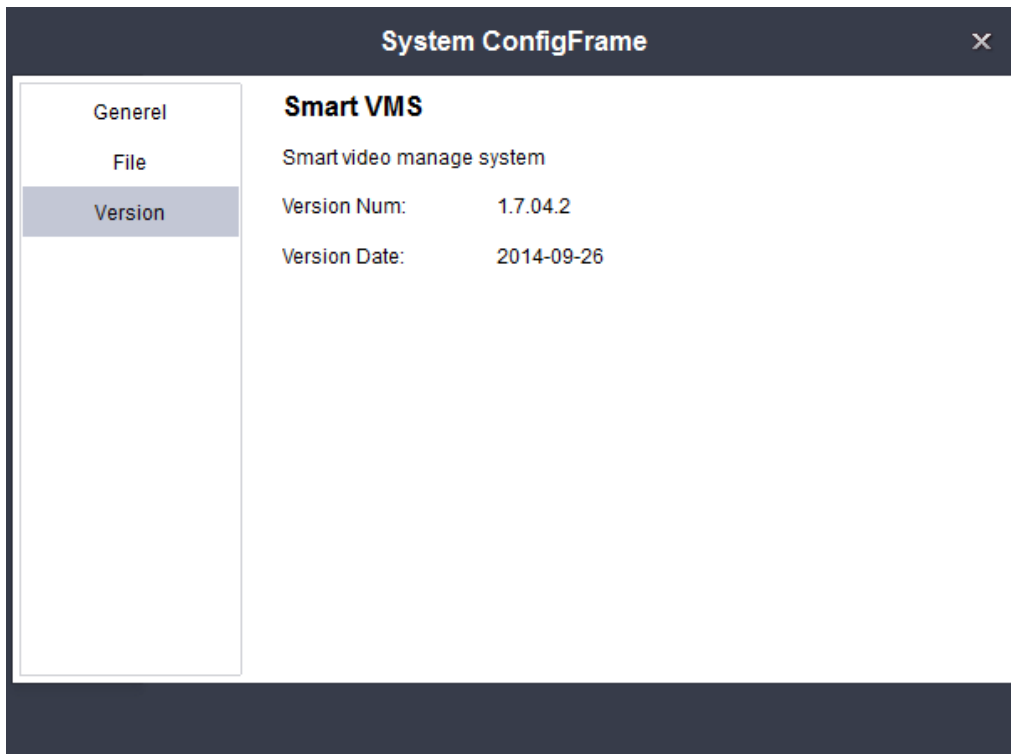 System ConfigFrame
Generel
File
Version
Smart VMS
Smart video manage system
Version Num: 1.7.04.2
Version Date: 2014-09-26